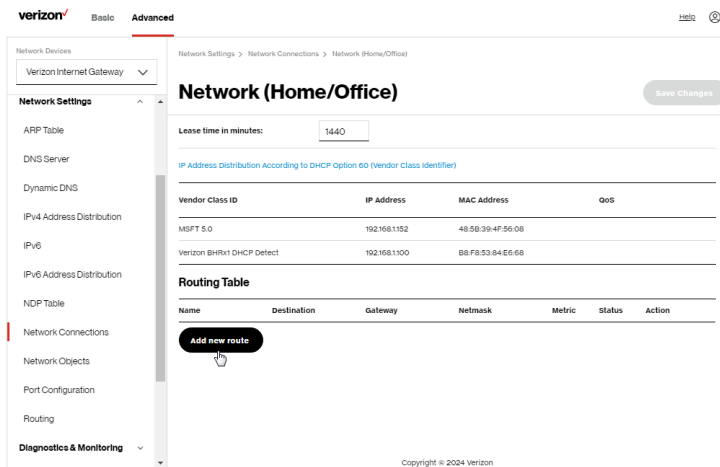 verizon✓ Basic Advanced Help
Network Devices
Verizon Internet Gateway
Network Settings
ARP Table
DNS Server
Dynamic DNS
IPv4 Address Distribution
IPv6
IPv6 Address Distribution
NDP Table
Network Connections
Network Objects
Port Configuration
Routing
Diagnostics & Monitoring
Network Settings > Network Connections > Network (Home/Office)
Network (Home/Office)
Save Changes
Lease time in minutes: 1440
IP Address Distribution According to DHCP Option 60 (Vendor Class Identifier)
Vendor Class ID IP Address MAC Address QoS
MSFT 5.0 192.168.1.152 48:5B:39:4F:56:08
Verizon BHRx1 DHCP Detect 192.168.1.100 B8:F8:53:84:E6:68
Routing Table
Name Destination Gateway Netmask Metric Status Action
Add new route
Copyright © 2024 Verizon